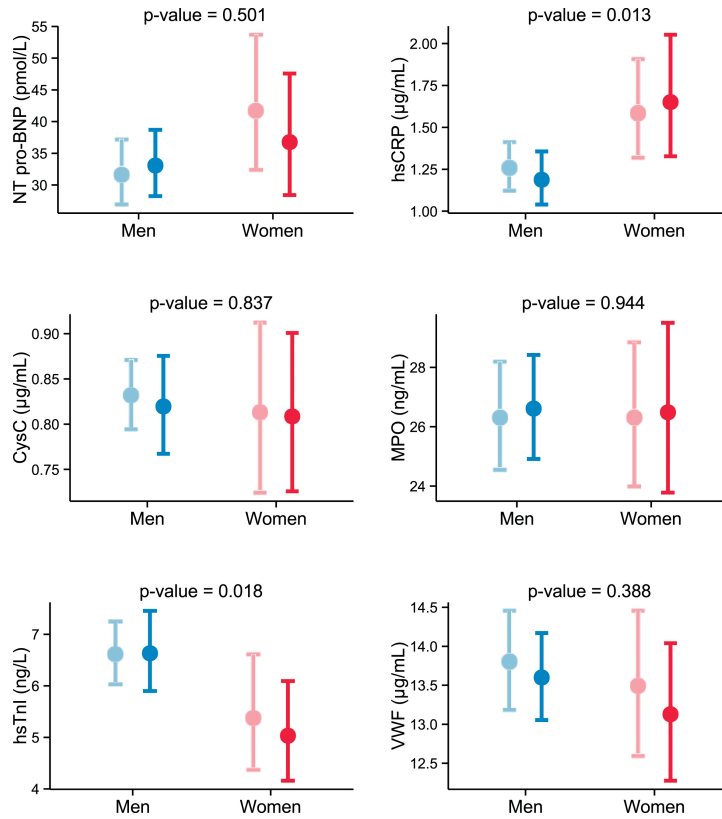 p-value = 0.501
NT pro-BNP (pmol/L)
55
50
45
40
35
30
Men
Women
p-value = 0.013
hsCRP (µg/mL)
2.00
1.75
1.50
1.25
1.00
Men
Women
p-value = 0.837
CysC (µg/mL)
0.90
0.85
0.80
0.75
Men
Women
p-value = 0.944
MPO (ng/mL)
28
26
24
Men
Women
p-value = 0.018
hsTnI (ng/L)
7
6
5
4
Men
Women
p-value = 0.388
VWF (µg/mL)
14.5
14.0
13.5
13.0
12.5
Men
Women